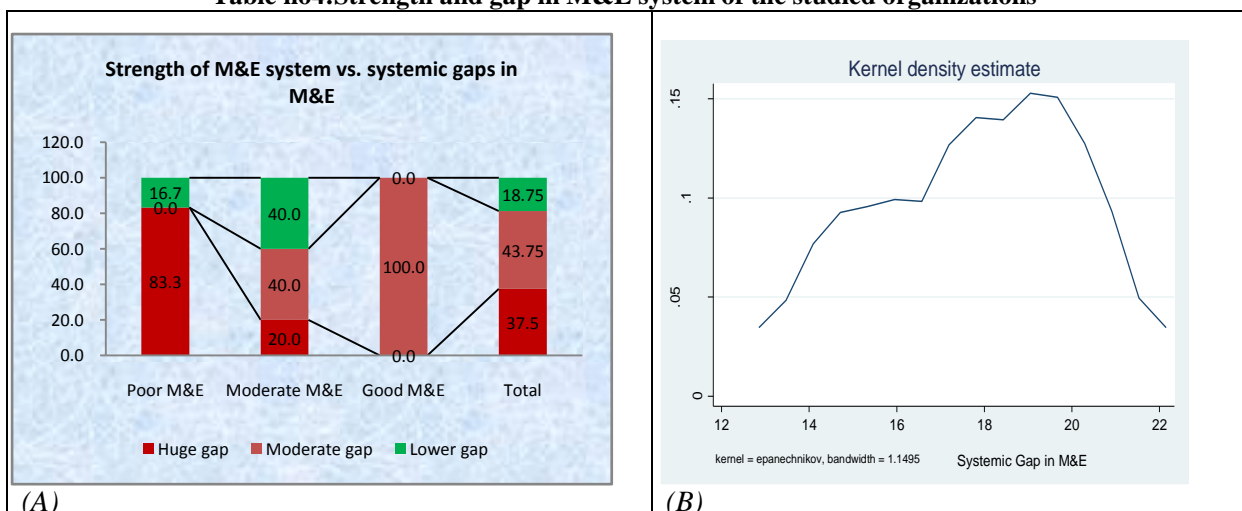 Table no4:Strength and gap in M&E system of the studied organizations
Strength of M&E system vs. systemic gaps in
M&E
120.0
100.0
80.0
60.0
40.0
20.0
0.0
16.7
0.0
83.3
40.0
40.0
20.0
0.0
100.0
0.0
18.75
43.75
37.5
Poor M&E Moderate M&E Good M&E Total
Huge gap Moderate gap Lower gap
(A)
Kernel density estimate
.15
.1
.05
0
12 14 16 18 20 22
kernel = epanechnikov, bandwidth = 1.1495 Systemic Gap in M&E
(B)